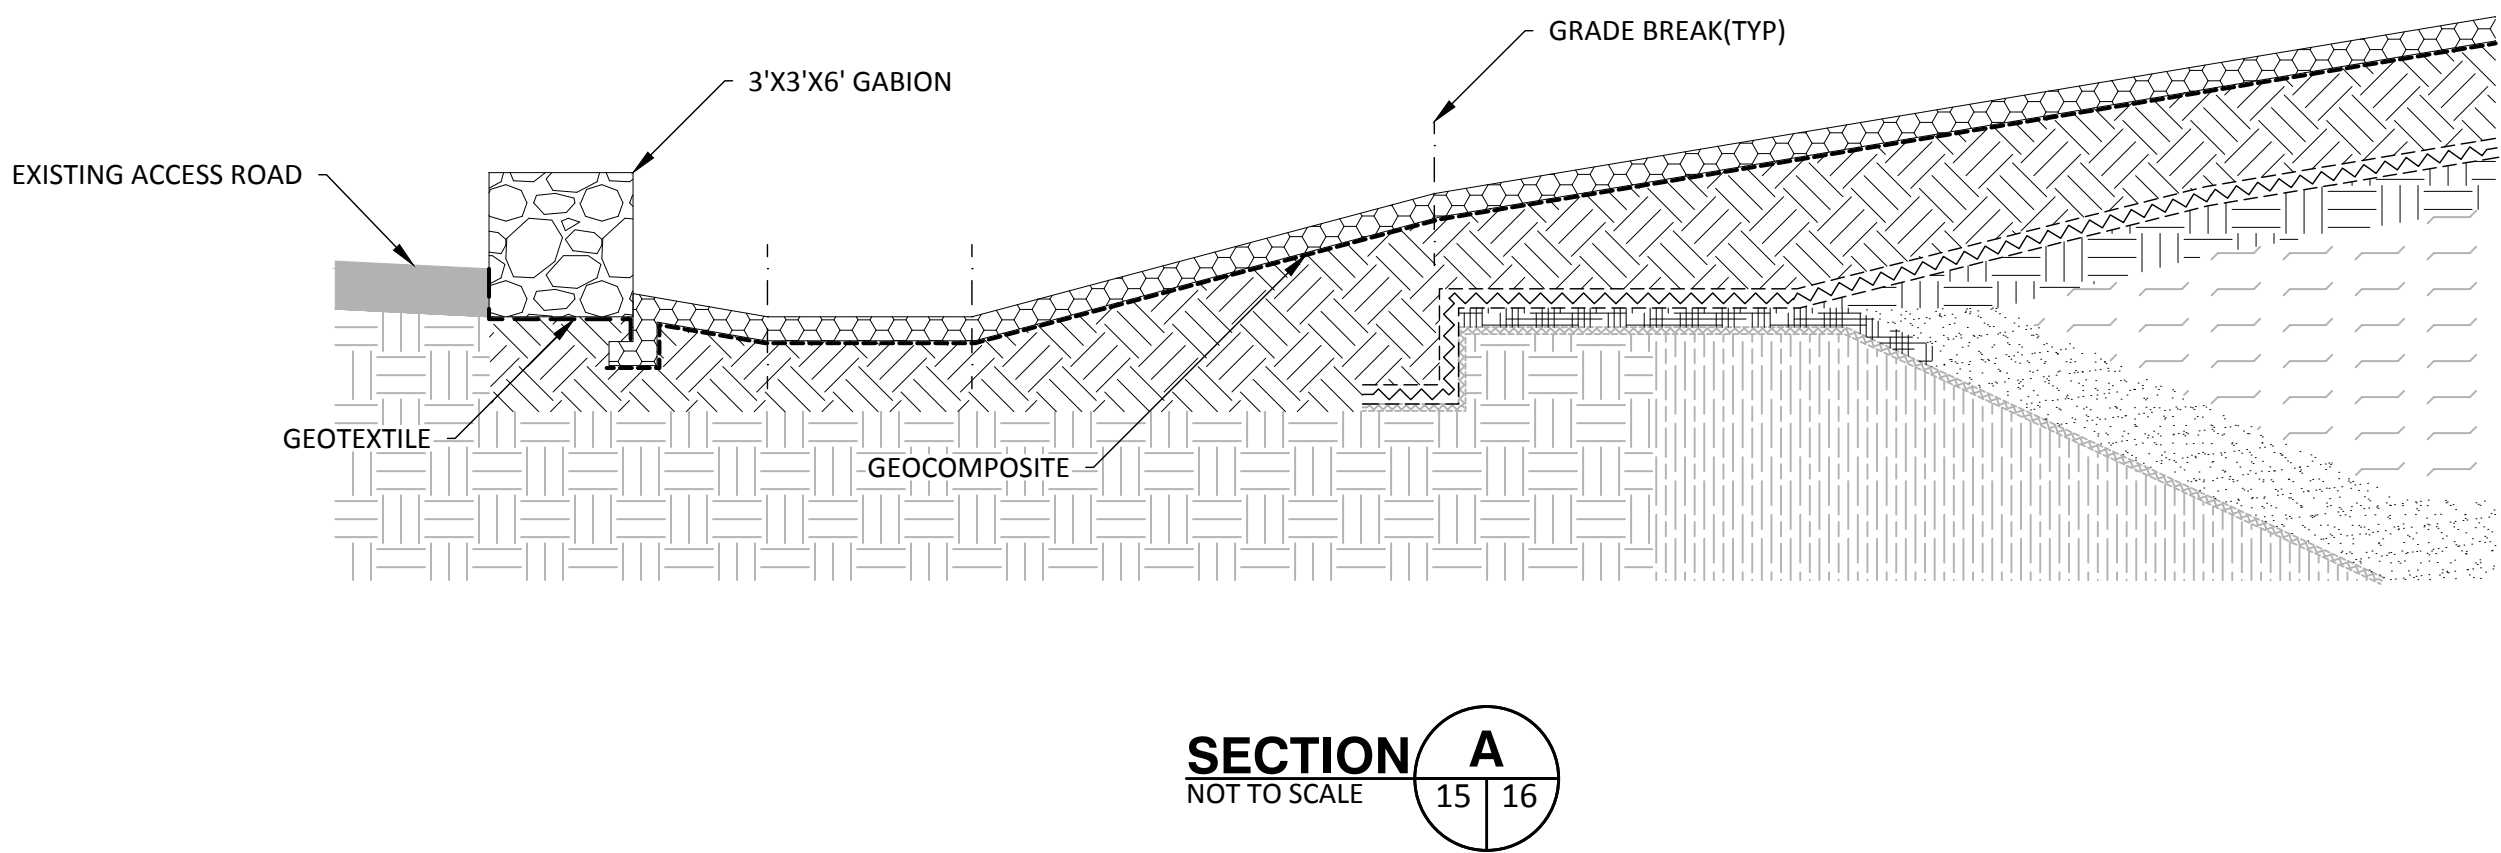 GRADE BREAK(TYP)
3'X3'X6' GABION
EXISTING ACCESS ROAD
GEOTEXTILE
GEOCOMPOSITE
SECTION
NOT TO SCALE
A
15 16